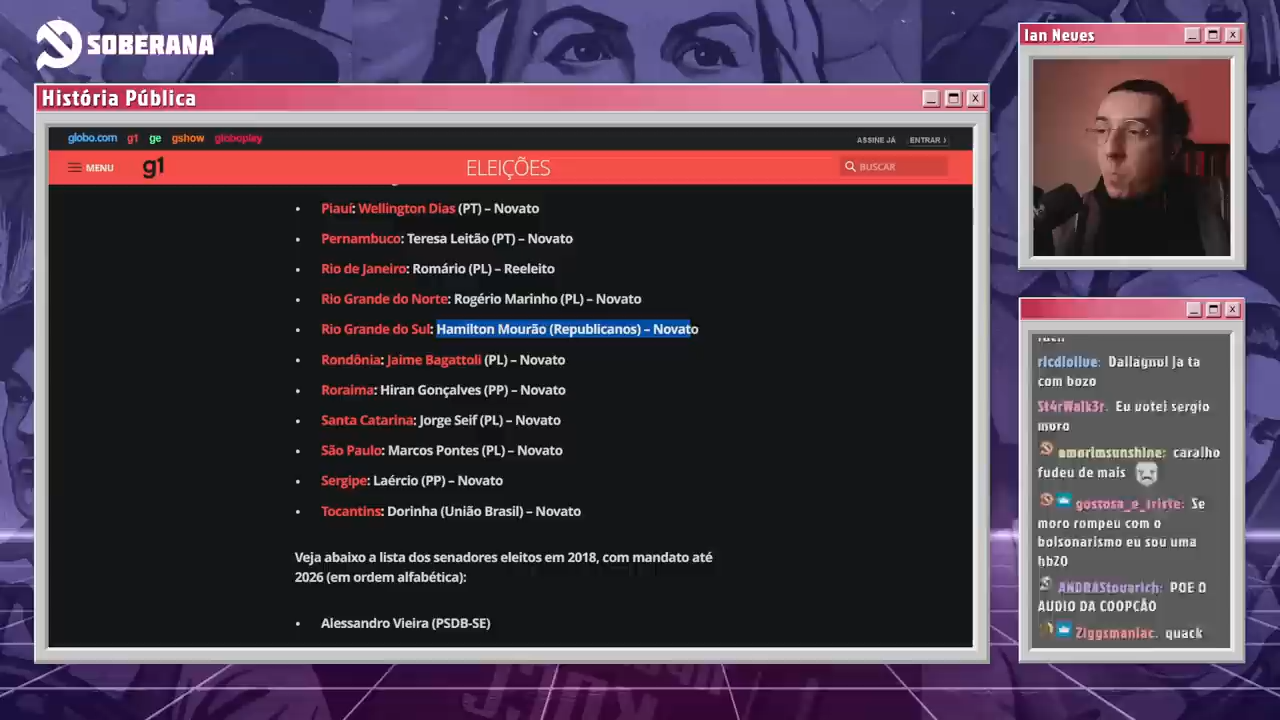 SOBERANA
História Pública
globo.com g1 ge gshow globoplay
ASSINE JÁ ENTRAR ›
MENU g1 ELEIÇÕES BUSCAR
• Piauí: Wellington Dias (PT) – Novato
• Pernambuco: Teresa Leitão (PT) – Novato
• Rio de Janeiro: Romário (PL) – Reeleito
• Rio Grande do Norte: Rogério Marinho (PL) – Novato
• Rio Grande do Sul: Hamilton Mourão (Republicanos) – Novato
• Rondônia: Jaime Bagattoli (PL) – Novato
• Roraima: Hiran Gonçalves (PP) – Novato
• Santa Catarina: Jorge Seif (PL) – Novato
• São Paulo: Marcos Pontes (PL) – Novato
• Sergipe: Laércio (PP) – Novato
• Tocantins: Dorinha (União Brasil) – Novato
Veja abaixo a lista dos senadores eleitos em 2018, com mandato até
2026 (em ordem alfabética):
• Alessandro Vieira (PSDB-SE)
Ian Neves
ricdiolive: Dallagnol ja ta
com bozo
St4rWalk3r: Eu votei sergio
moro
amorimsunshine: caralho
fudeu de mais
gostosa_e_triste: Se
moro rompeu com o
bolsonarismo eu sou uma
hb20
ANDRAStovarich: POE O
AUDIO DA COOPCÃO
Ziggsmaniac: quack